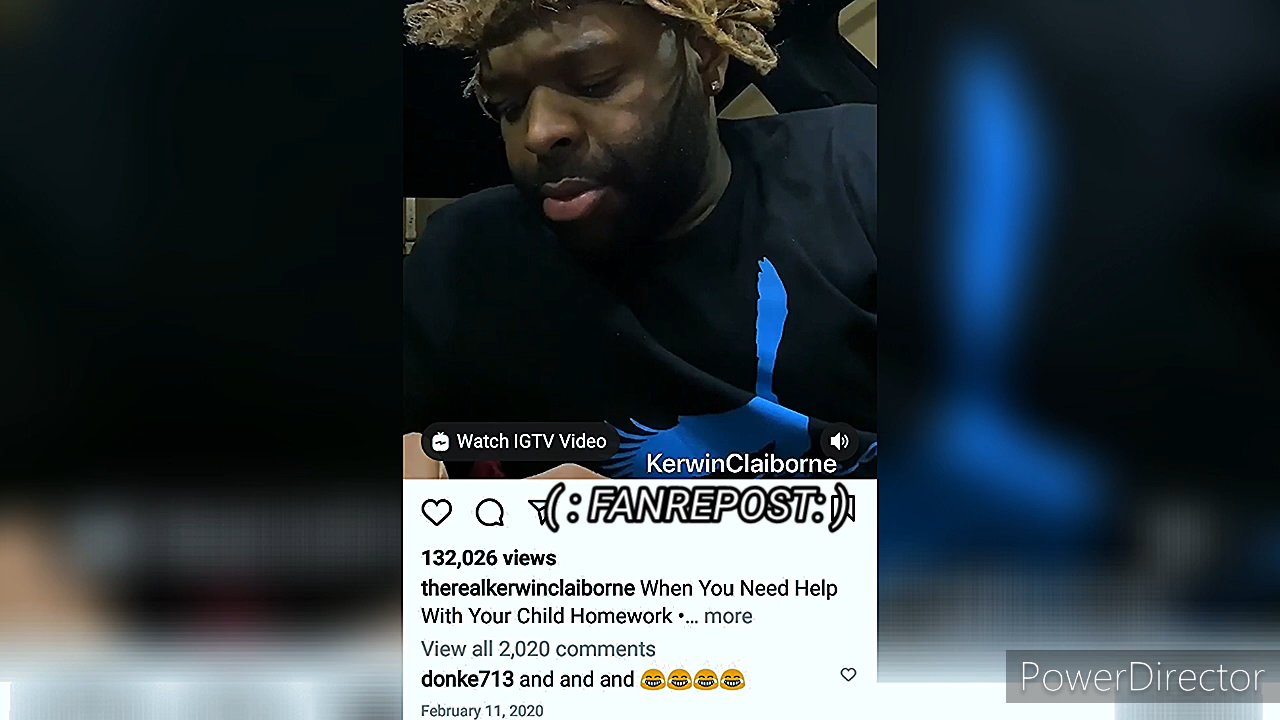 Watch IGTV Video
KerwinClaiborne
(: FANREPOST:)
132,026 views
therealkerwinclaiborne When You Need Help
With Your Child Homework •... more
View all 2,020 comments
donke713 and and and 😂😂😂😂
February 11, 2020
PowerDirector